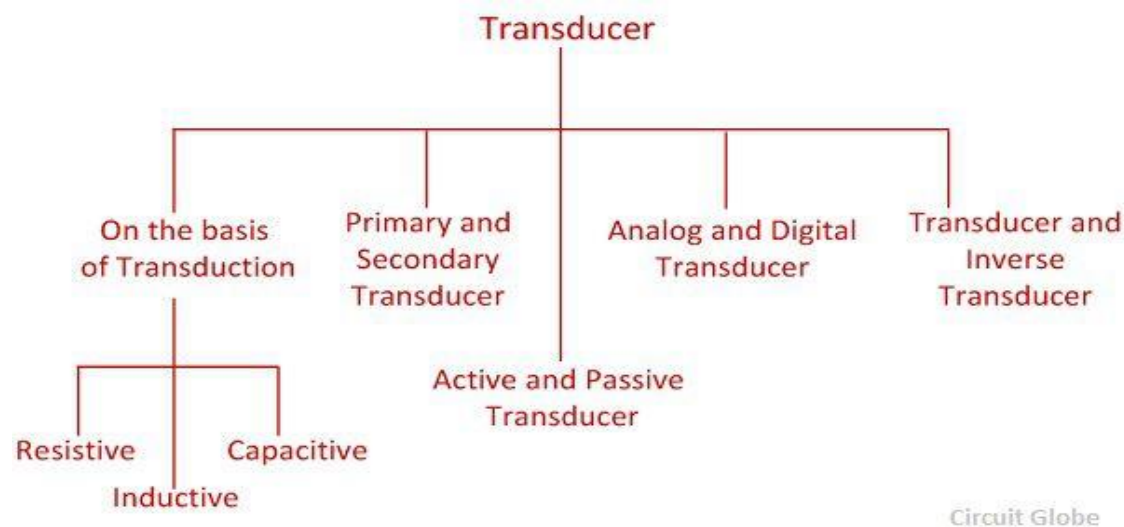 Transducer
On the basis
of Transduction
Primary and
Secondary
Transducer
Analog and Digital
Transducer
Transducer and
Inverse
Transducer
Active and Passive
Transducer
Resistive
Inductive
Capacitive
Circuit Globe